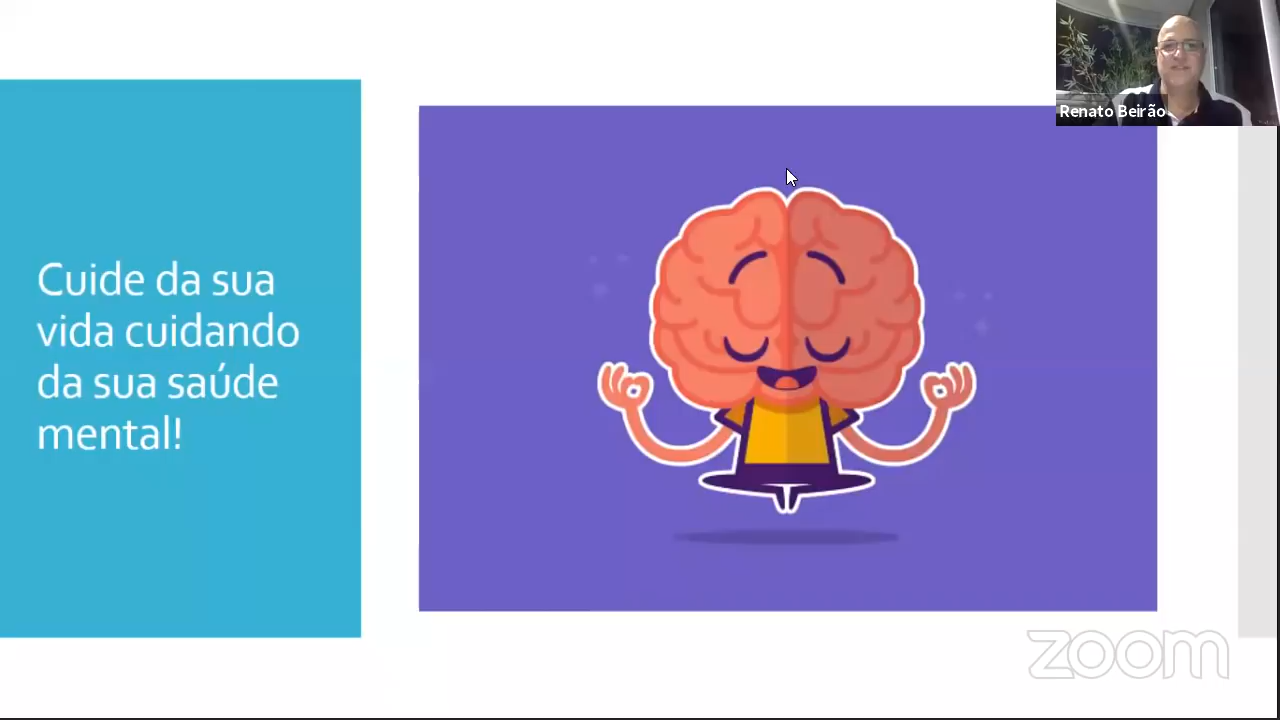 Cuide da sua
vida cuidando
da sua saúde
mental!
Renato Beirão
zoom